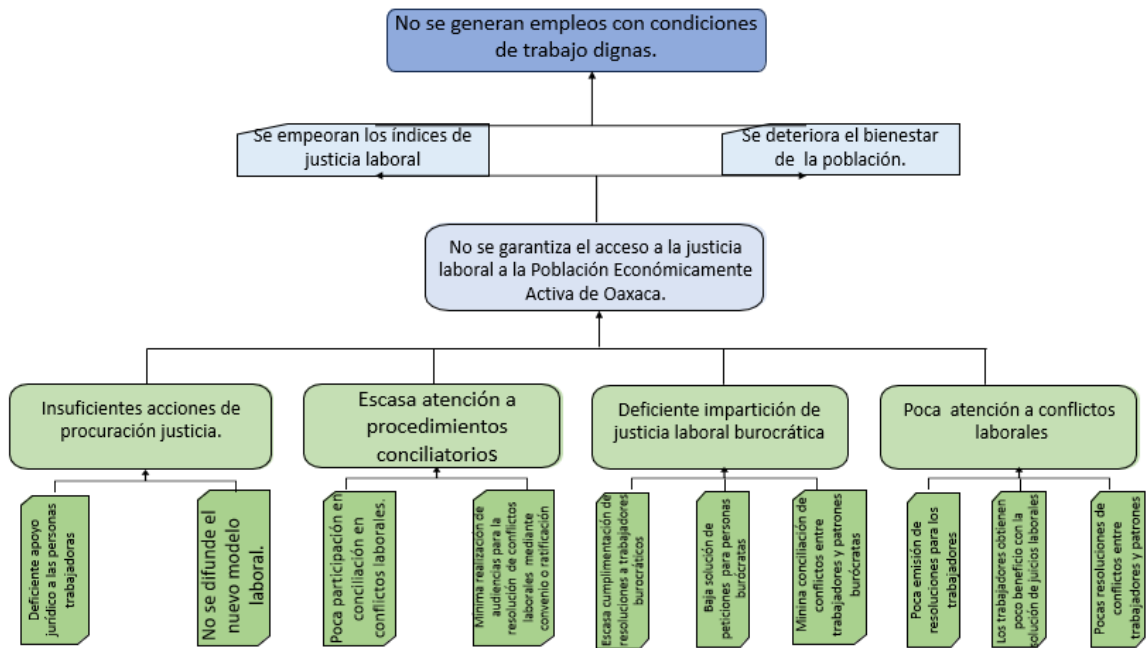 No se generan empleos con condiciones
de trabajo dignas.
Se empeoran los índices de
justicia laboral
Se deteriora el bienestar
de la población.
No se garantiza el acceso a la justicia
laboral a la Población Económicamente
Activa de Oaxaca.
Insuficientes acciones de
procuración justicia.
Escasa atención a
procedimientos
conciliatorios
Deficiente impartición de
justicia laboral burocrática
Poca atención a conflictos
laborales
Deficiente apoyo
jurídico a las personas
trabajadoras
No se difunde el
nuevo modelo
laboral.
Poca participación en
conciliación en
conflictos laborales.
Mínima realización de
audiencias para la
resolución de conflictos
laborales mediante
convenio o ratificación
Escasa cumplimentación de
resoluciones a trabajadores
burocráticos
Baja solución de
peticiones para personas
burócratas
Minina conciliación de
conflictos entre
trabajadores y patrones
burócratas
Poca emisión de
resoluciones para los
trabajadores
Los trabajadores obtienen
poco beneficio con la
solución de juicios laborales
Pocas resoluciones de
conflictos entre
trabajadores y patrones